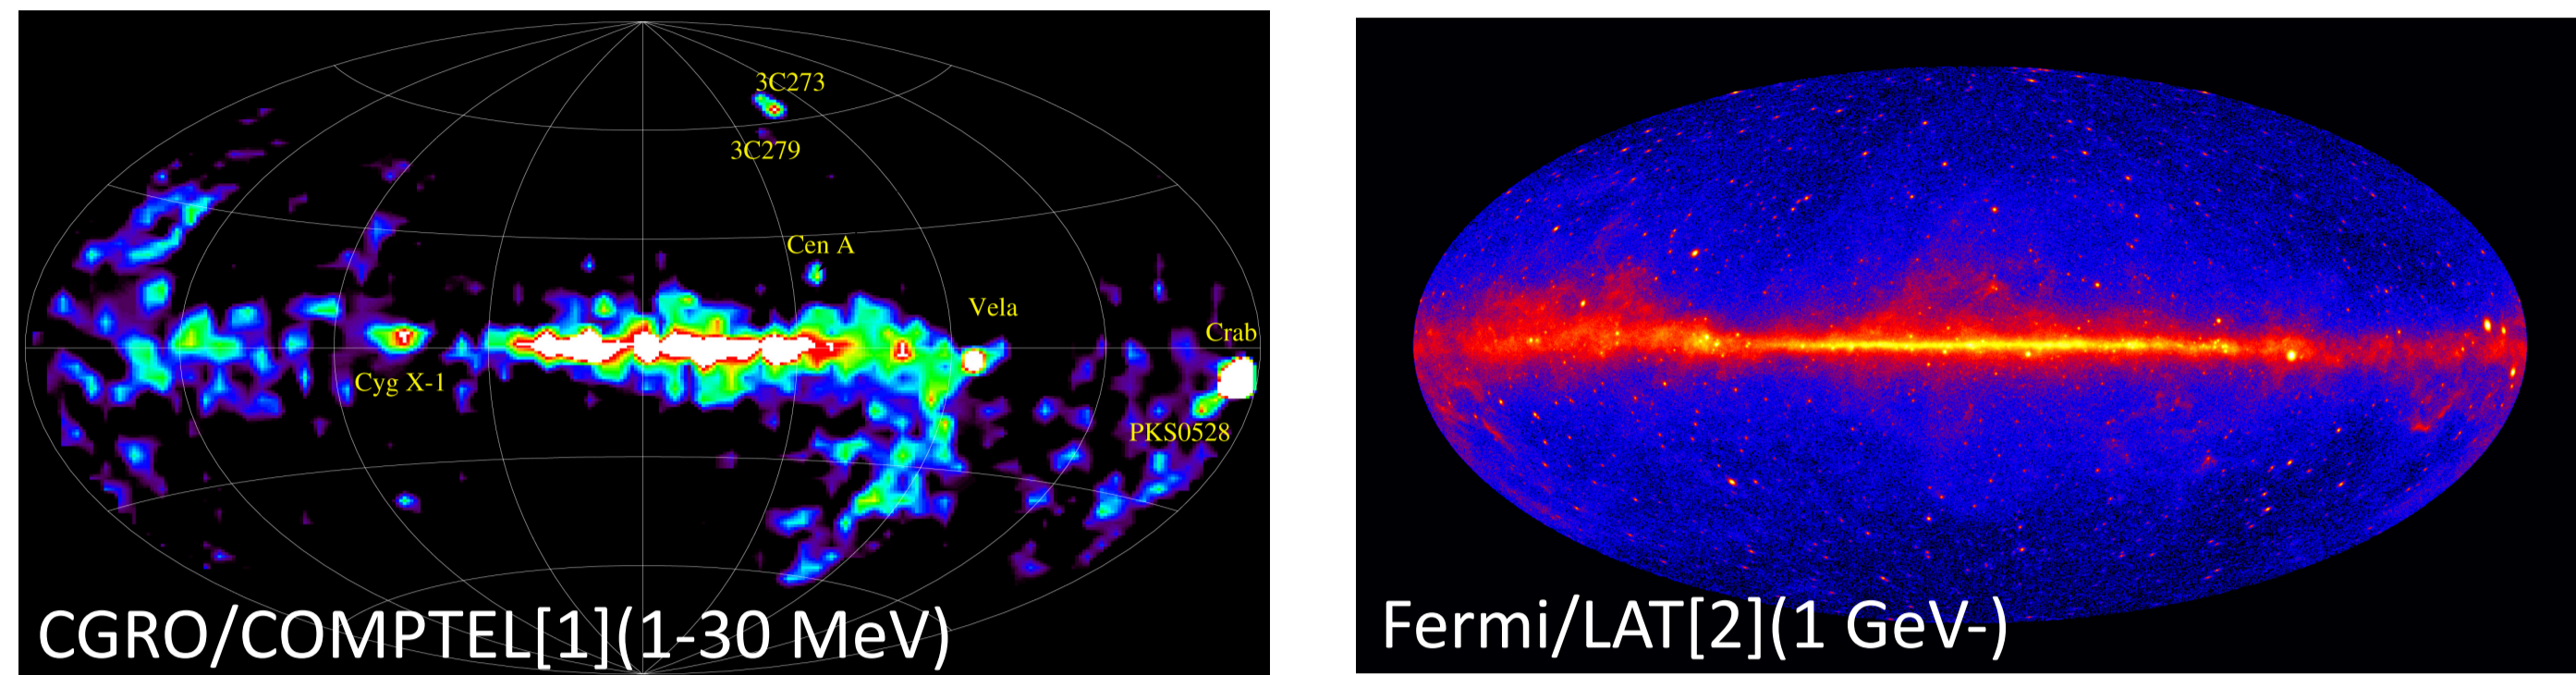 3C273
3C279
Cen A
Vela
Crab
Cyg X-1
PKS0528
CGRO/COMPTEL[1](1-30 MeV)
Fermi/LAT[2](1 GeV-)